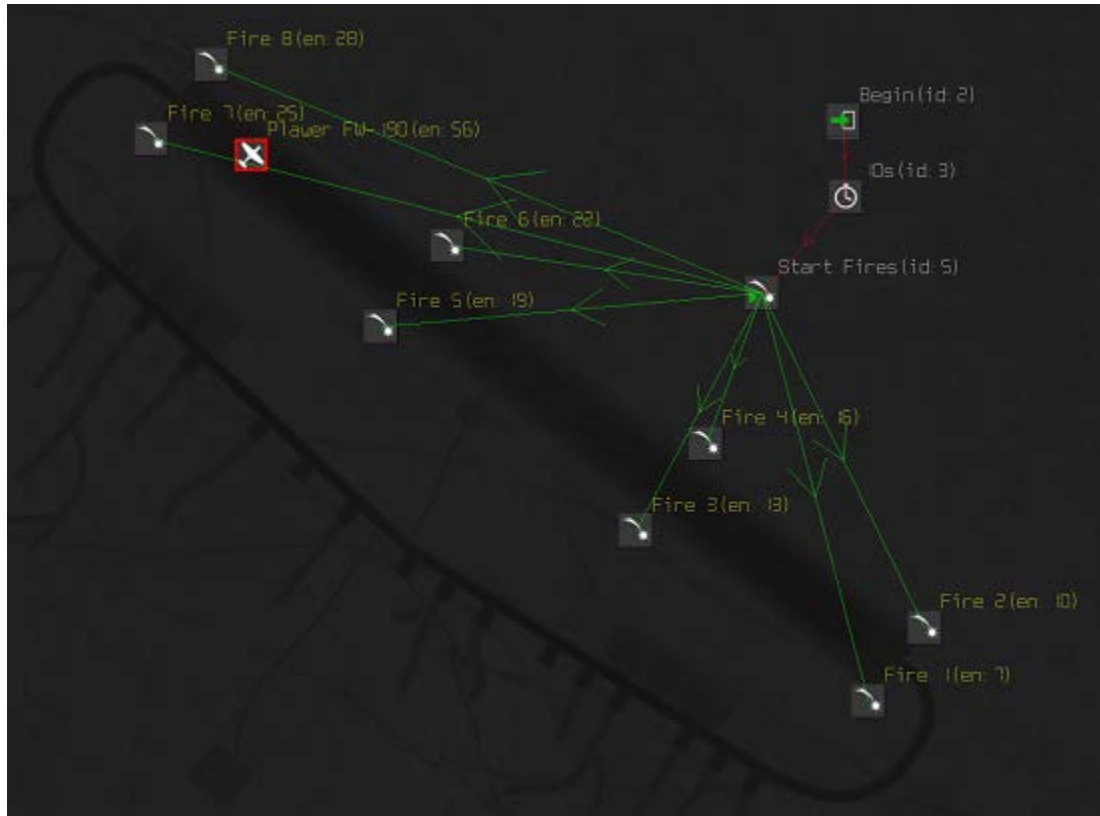 Fire 8(en: 28)
Begin(id: 2)
Fire 7(en: 25)
Player FW-190(en: 56)
10s(id: 3)
Fire 6(en: 22)
Start Fires(id: 5)
Fire 5(en: 19)
Fire 4(en: 16)
Fire 3(en: 13)
Fire 2(en: 10)
Fire 1(en: 7)